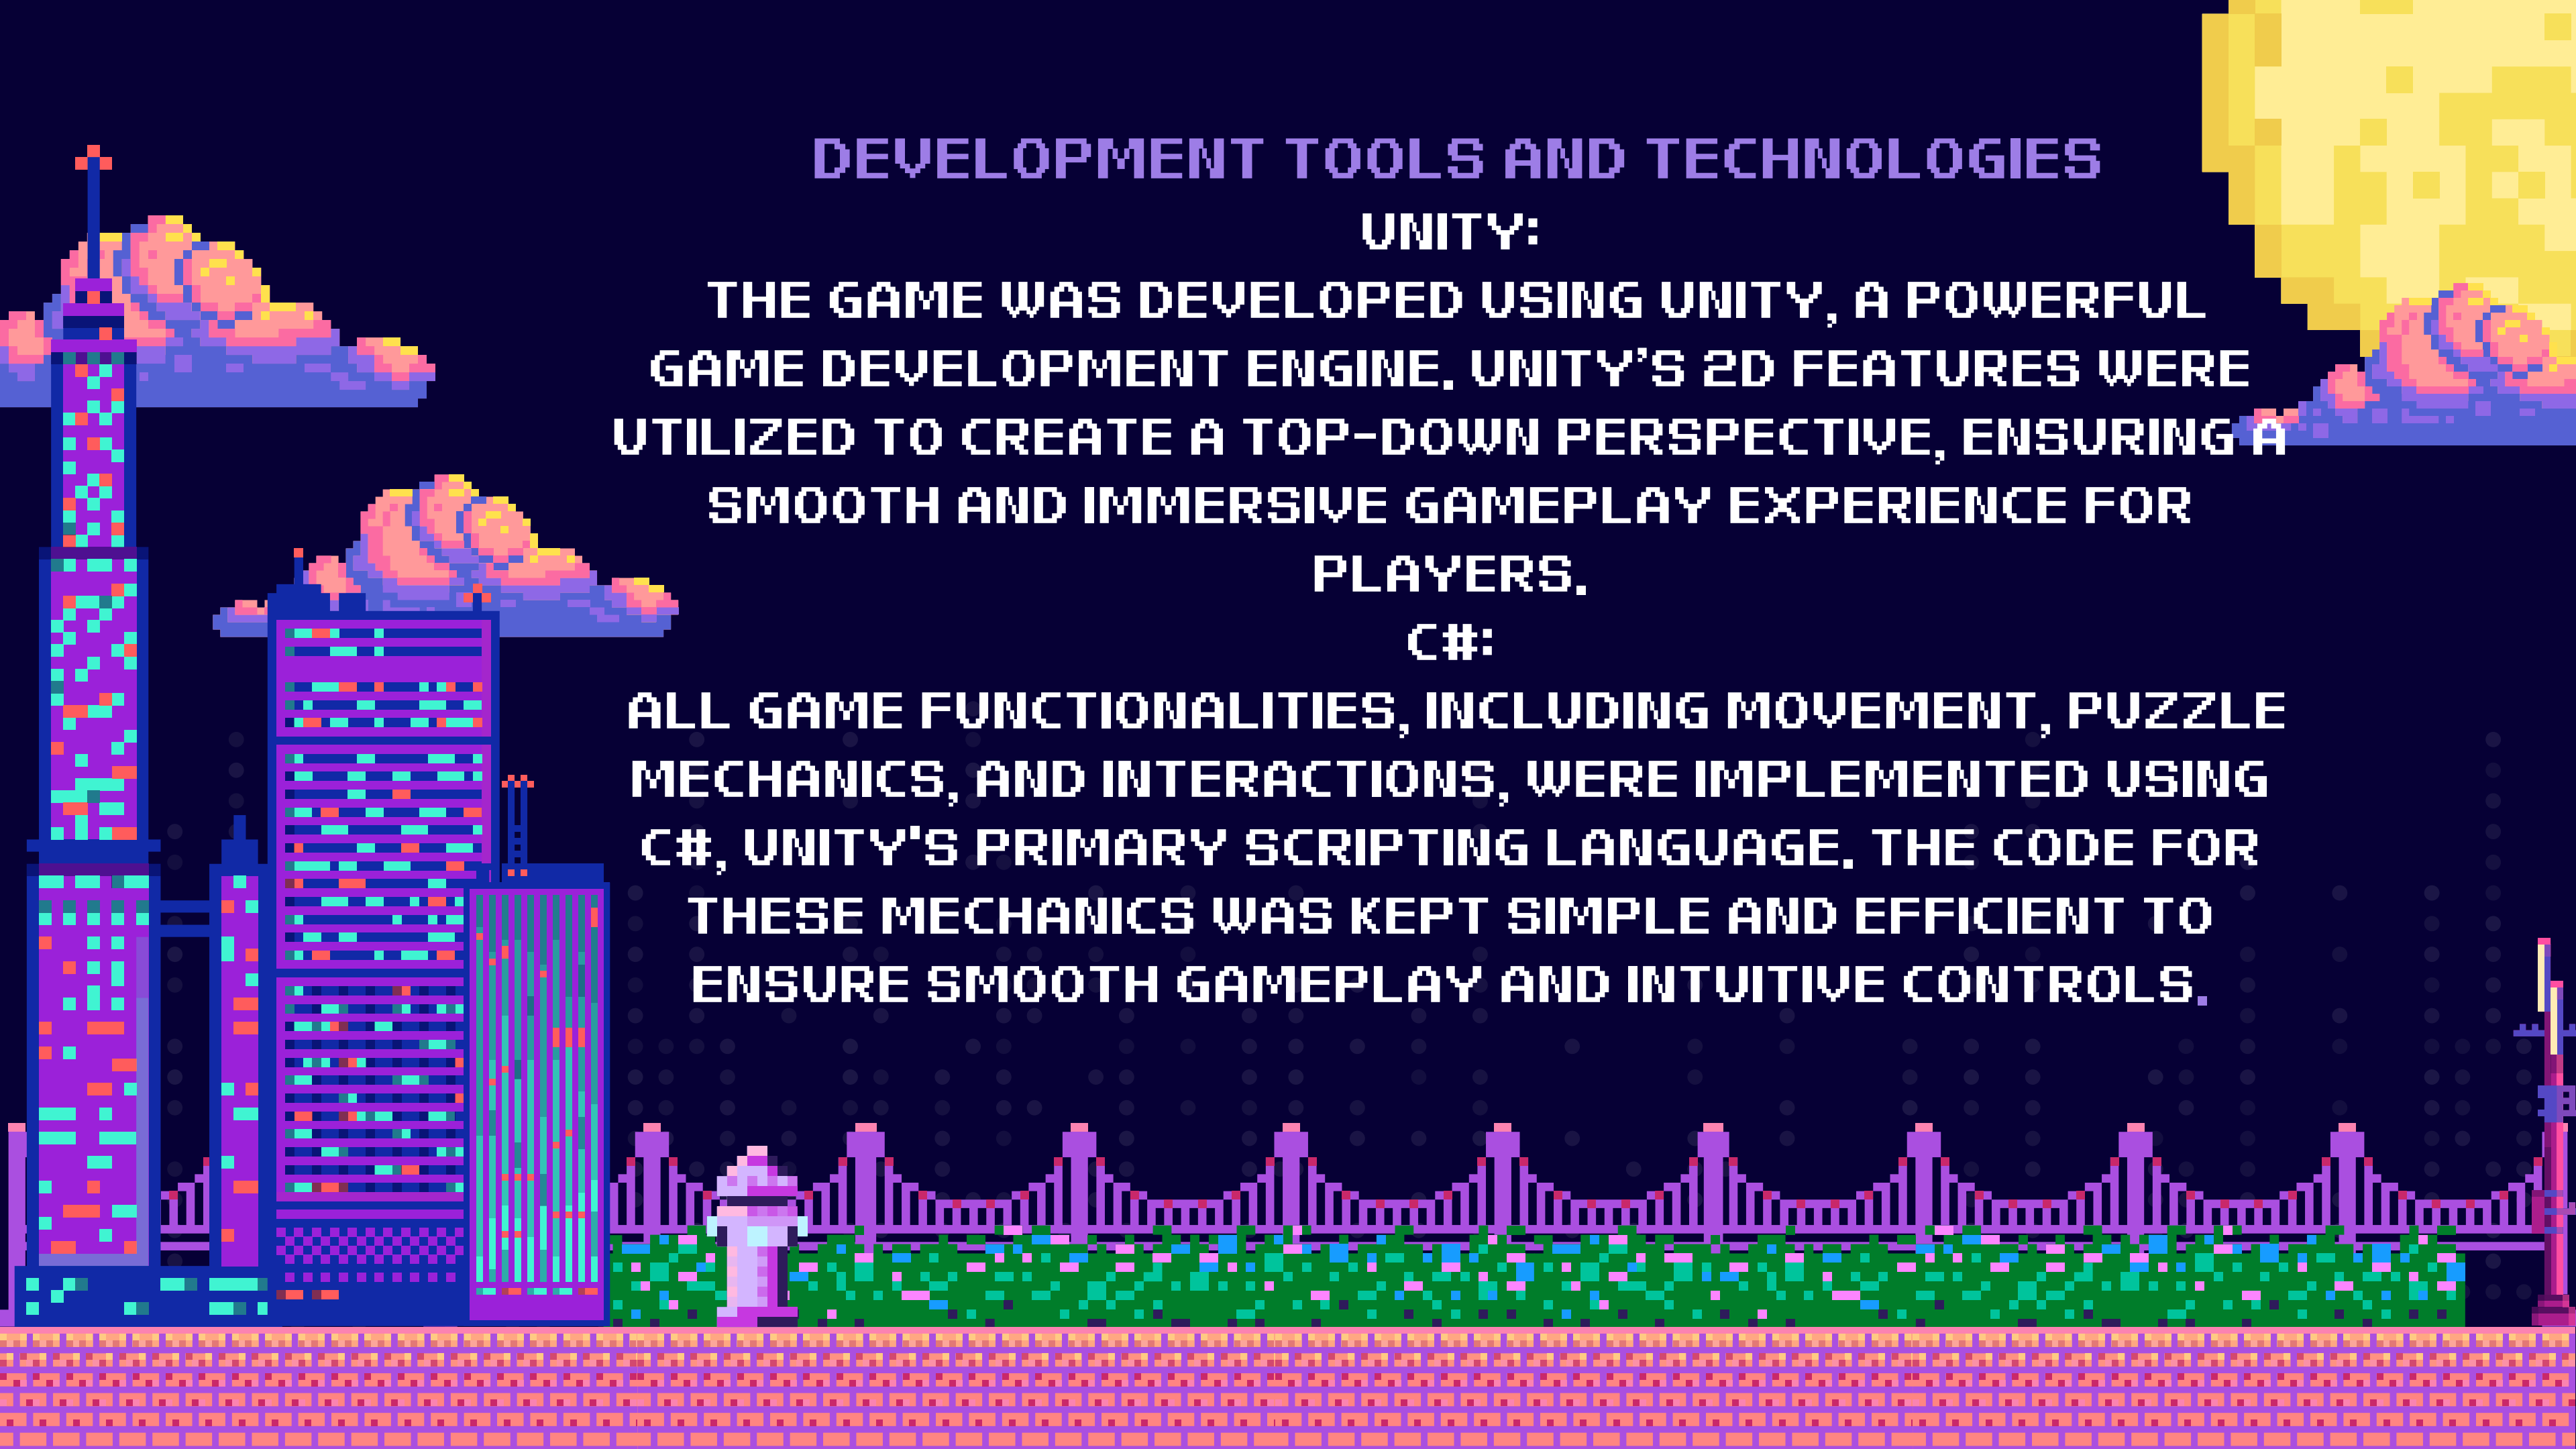 DEVELOPMENT TOOLS AND TECHNOLOGIES
UNITY:
THE GAME WAS DEVELOPED USING UNITY, A POWERFUL
GAME DEVELOPMENT ENGINE. UNITY’S 2D FEATURES WERE
UTILIZED TO CREATE A TOP-DOWN PERSPECTIVE, ENSURING A
SMOOTH AND IMMERSIVE GAMEPLAY EXPERIENCE FOR
PLAYERS.
C#:
ALL GAME FUNCTIONALITIES, INCLUDING MOVEMENT, PUZZLE
MECHANICS, AND INTERACTIONS, WERE IMPLEMENTED USING
C#, UNITY'S PRIMARY SCRIPTING LANGUAGE. THE CODE FOR
THESE MECHANICS WAS KEPT SIMPLE AND EFFICIENT TO
ENSURE SMOOTH GAMEPLAY AND INTUITIVE CONTROLS.